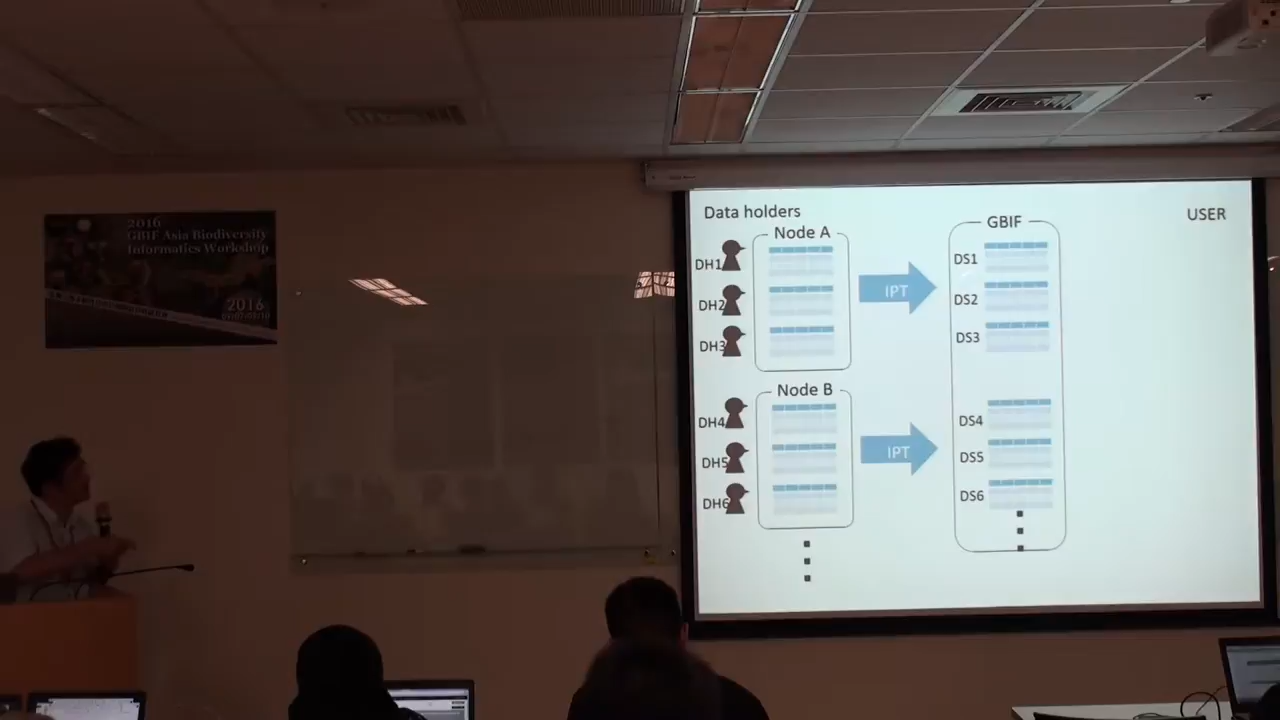 2016
GBIF Asia Biodiversity
Informatics Workshop
2016
Data holders
USER
Node A
GBIF
DH1
DH2
DH3
IPT
DS1
DS2
DS3
Node B
DH4
DH5
DH6
IPT
DS4
DS5
DS6